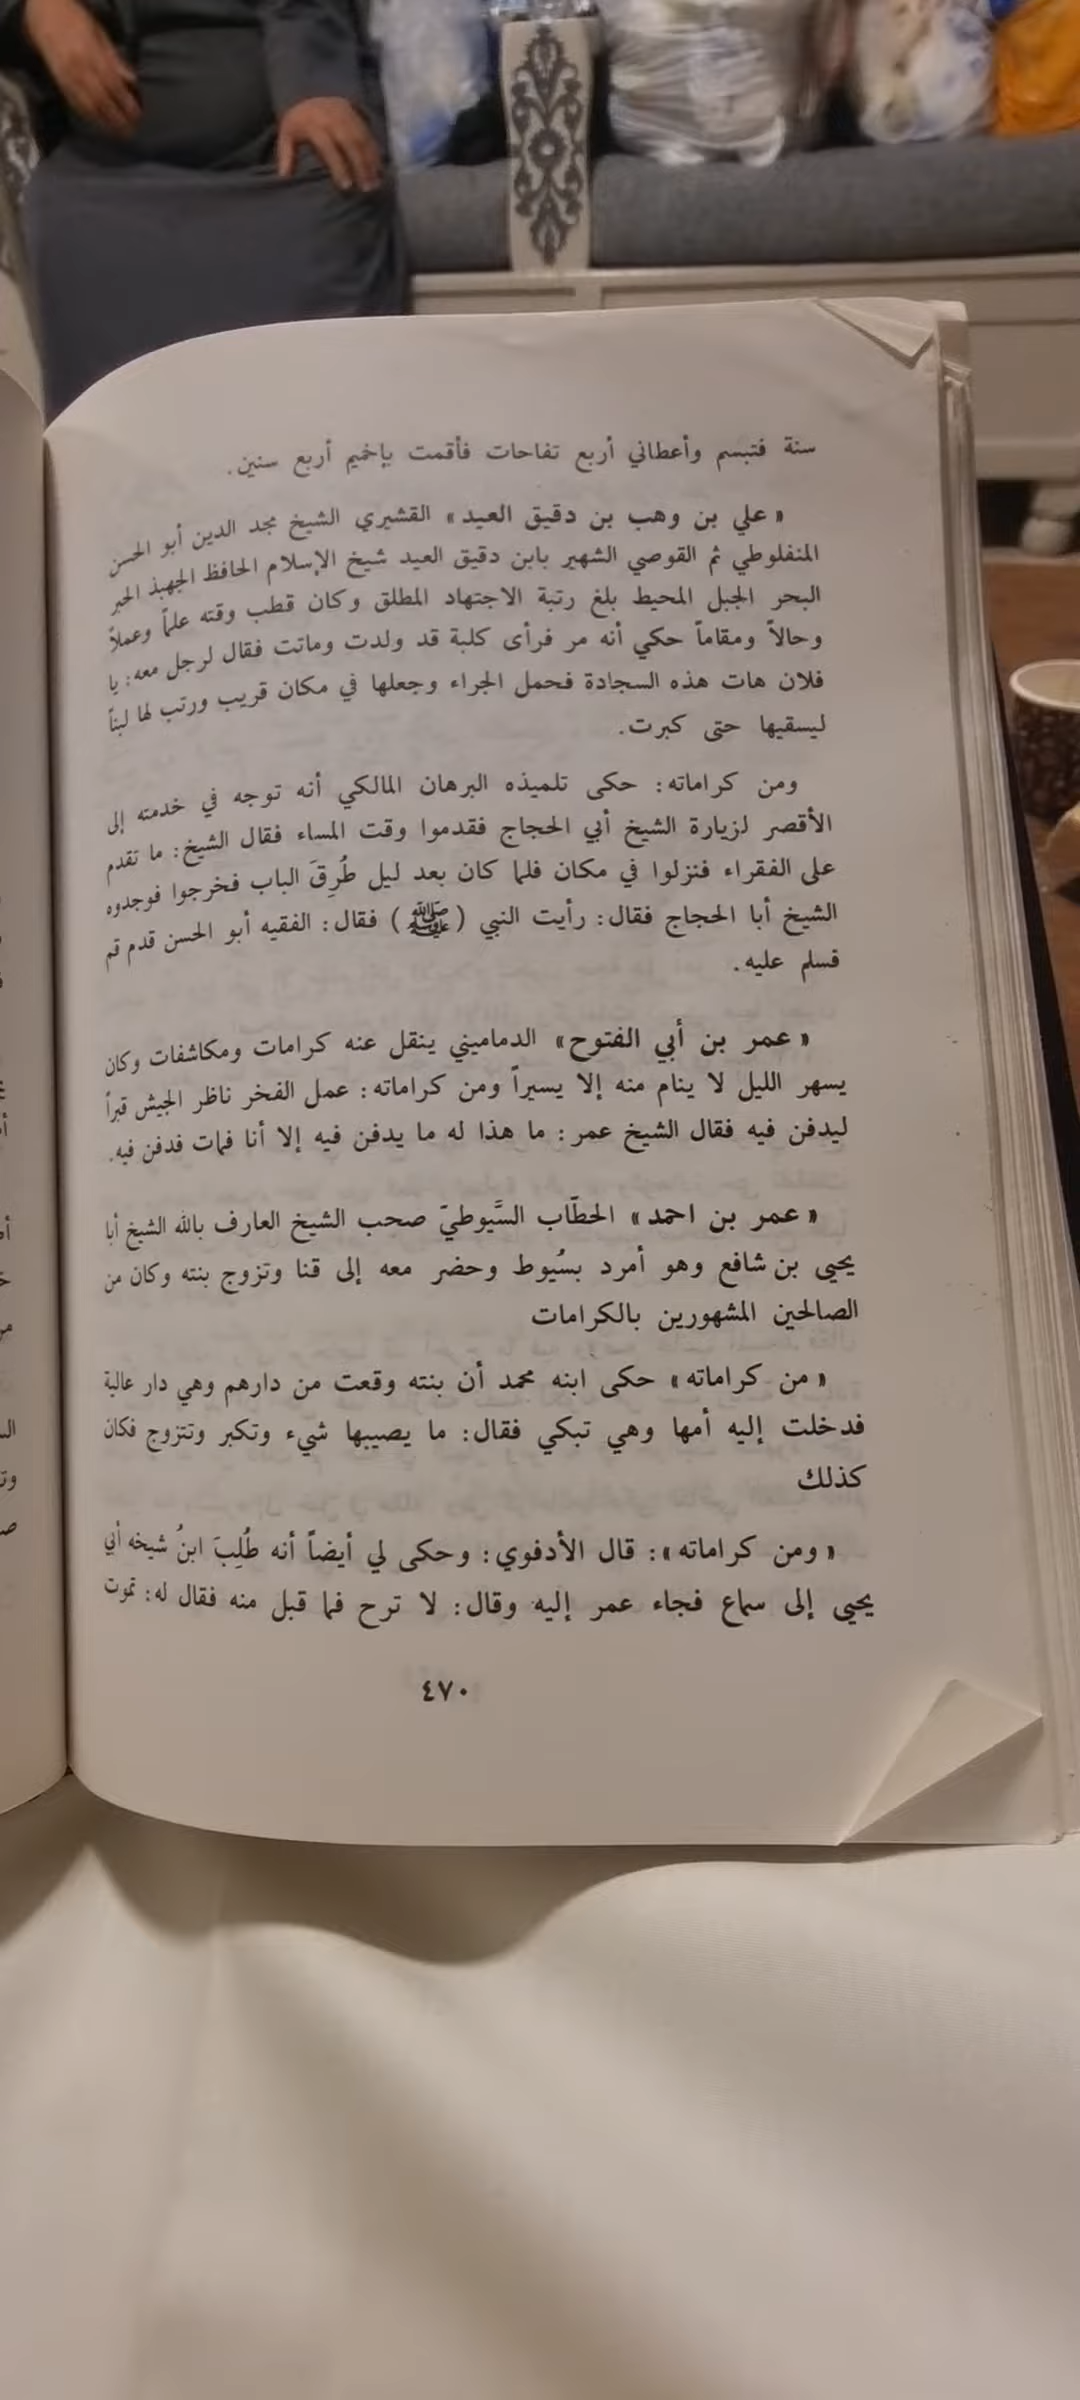 سنة فتبسم وأعطاني أربع تفاحات فأقمت بإخميم أربع سنين.
« علي بن وهب بن دقيق العيد » القشيري الشيخ مجد الدين أبو الحسن
المنفلوطي ثم القوصي الشهير بابن دقيق العيد شيخ الإسلام الحافظ الجهبذ الحبر
البحر الجبل المحيط بلغ رتبة الاجتهاد المطلق وكان قطب وقته علماً وعملاً
وحالاً ومقاماً حكي أنه مر فرأى كلبة قد ولدت وماتت فقال لرجل معه: يا
فلان هات هذه السجادة فحمل الجراء وجعلها في مكان قريب ورتب لها لبناً
ليسقيها حتى كبرت.
ومن كراماته: حكى تلميذه البرهان المالكي أنه توجه في خدمته إلى
الأقصر لزيارة الشيخ أبي الحجاج فقدموا وقت المساء فقال الشيخ: ما تقدم
على الفقراء فنزلوا في مكان فلما كان بعد ليل طُرِقَ الباب فخرجوا فوجدوه
الشيخ أبا الحجاج فقال: رأيت النبي (ﷺ) فقال: الفقيه أبو الحسن قدم قم
فسلم عليه.
« عمر بن أبي الفتوح » الدماميني ينقل عنه كرامات ومكاشفات وكان
يسهر الليل لا ينام منه إلا يسيراً ومن كراماته: عمل الفخر ناظر الجيش قبراً
ليدفن فيه فقال الشيخ عمر: ما هذا له ما يدفن فيه إلا أنا فمات فدفن فيه.
« عمر بن احمد » الحطّاب السَّيوطيّ صحب الشيخ العارف بالله الشيخ أبا
يحيى بن شافع وهو أمرد بسُيوط وحضر معه إلى قنا وتزوج بنته وكان من
الصالحين المشهورين بالكرامات
« من كراماته » حكى ابنه محمد أن بنته وقعت من دارهم وهي دار عالية
فدخلت إليه أمها وهي تبكي فقال: ما يصيبها شيء وتكبر وتتزوج فكان
كذلك
« ومن كراماته »: قال الأدفوي: وحكى لي أيضاً أنه طُلِبَ ابنُ شيخه أبي
يحيى إلى سماع فجاء عمر إليه وقال: لا ترح فما قبل منه فقال له: تموت
٤٧٠